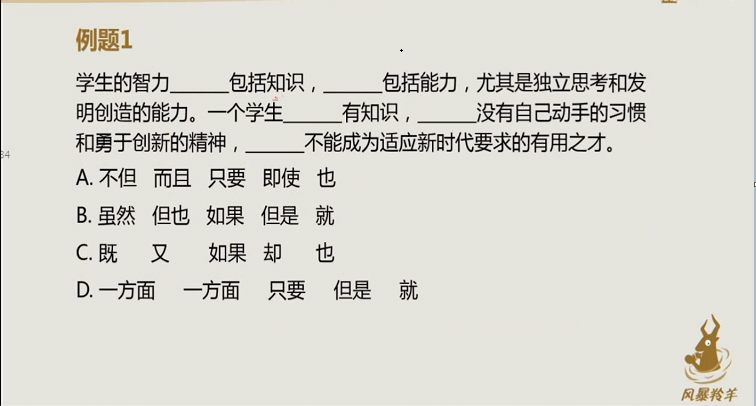 例题1
学生的智力______包括知识，______包括能力，尤其是独立思考和发
明创造的能力。一个学生______有知识，______没有自己动手的习惯
和勇于创新的精神，______不能成为适应新时代要求的有用之才。
A. 不但 而且 只要 即使 也
B. 虽然 但也 如果 但是 就
C. 既 又 如果 却 也
D. 一方面 一方面 只要 但是 就
34
风暴羚羊